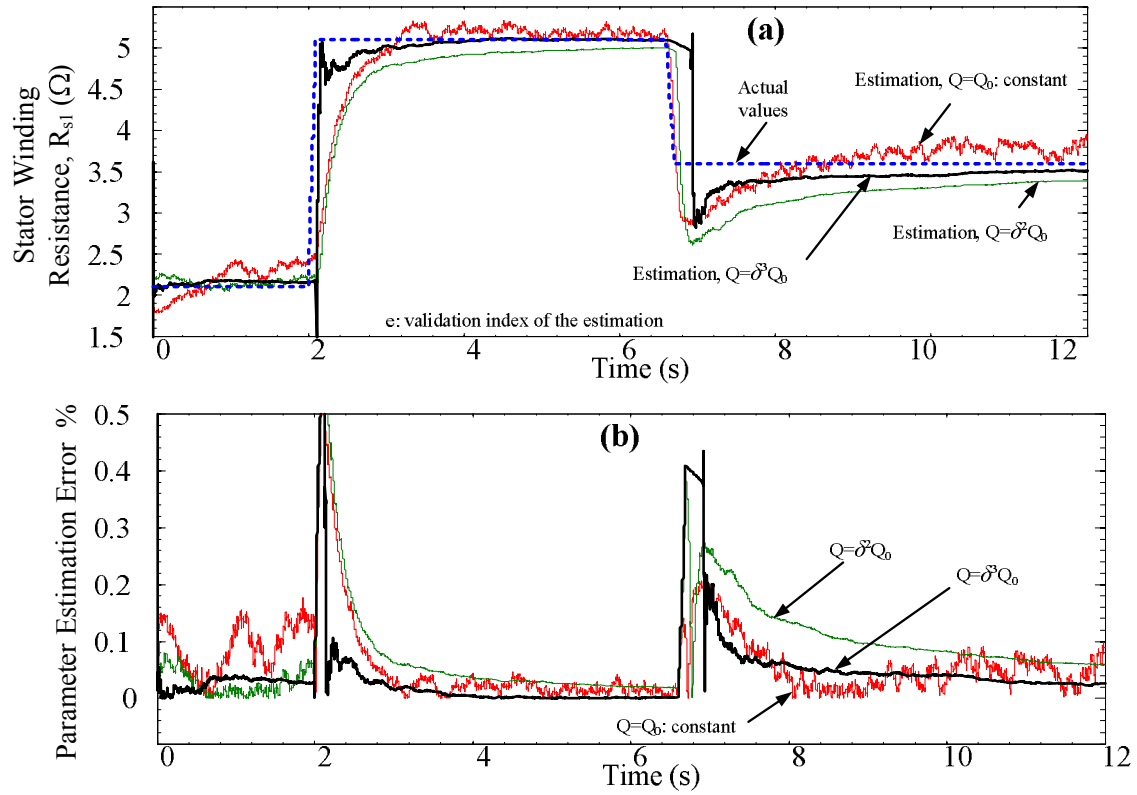 (a)
Stator Winding
Resistance, Rs1 (Ω)
5
4.5
4
3.5
3
2.5
2
1.5
Actual
values
Estimation, Q=Q0: constant
Estimation, Q=δ²Q0
Estimation, Q=δ³Q0
e: validation index of the estimation
0 2 4 6 8 10 12
Time (s)
(b)
Parameter Estimation Error %
0.5
0.4
0.3
0.2
0.1
0
Q=δ²Q0
Q=δ³Q0
Q=Q0: constant
0 2 4 6 8 10 12
Time (s)